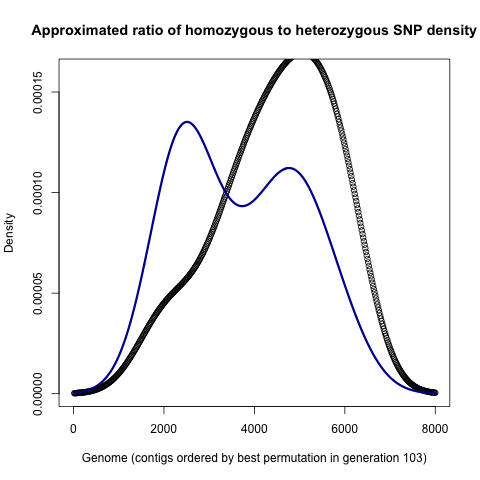 Approximated ratio of homozygous to heterozygous SNP density
0.00015
0.00010
0.00005
0.00000
Density
0 2000 4000 6000 8000
Genome (contigs ordered by best permutation in generation 103)